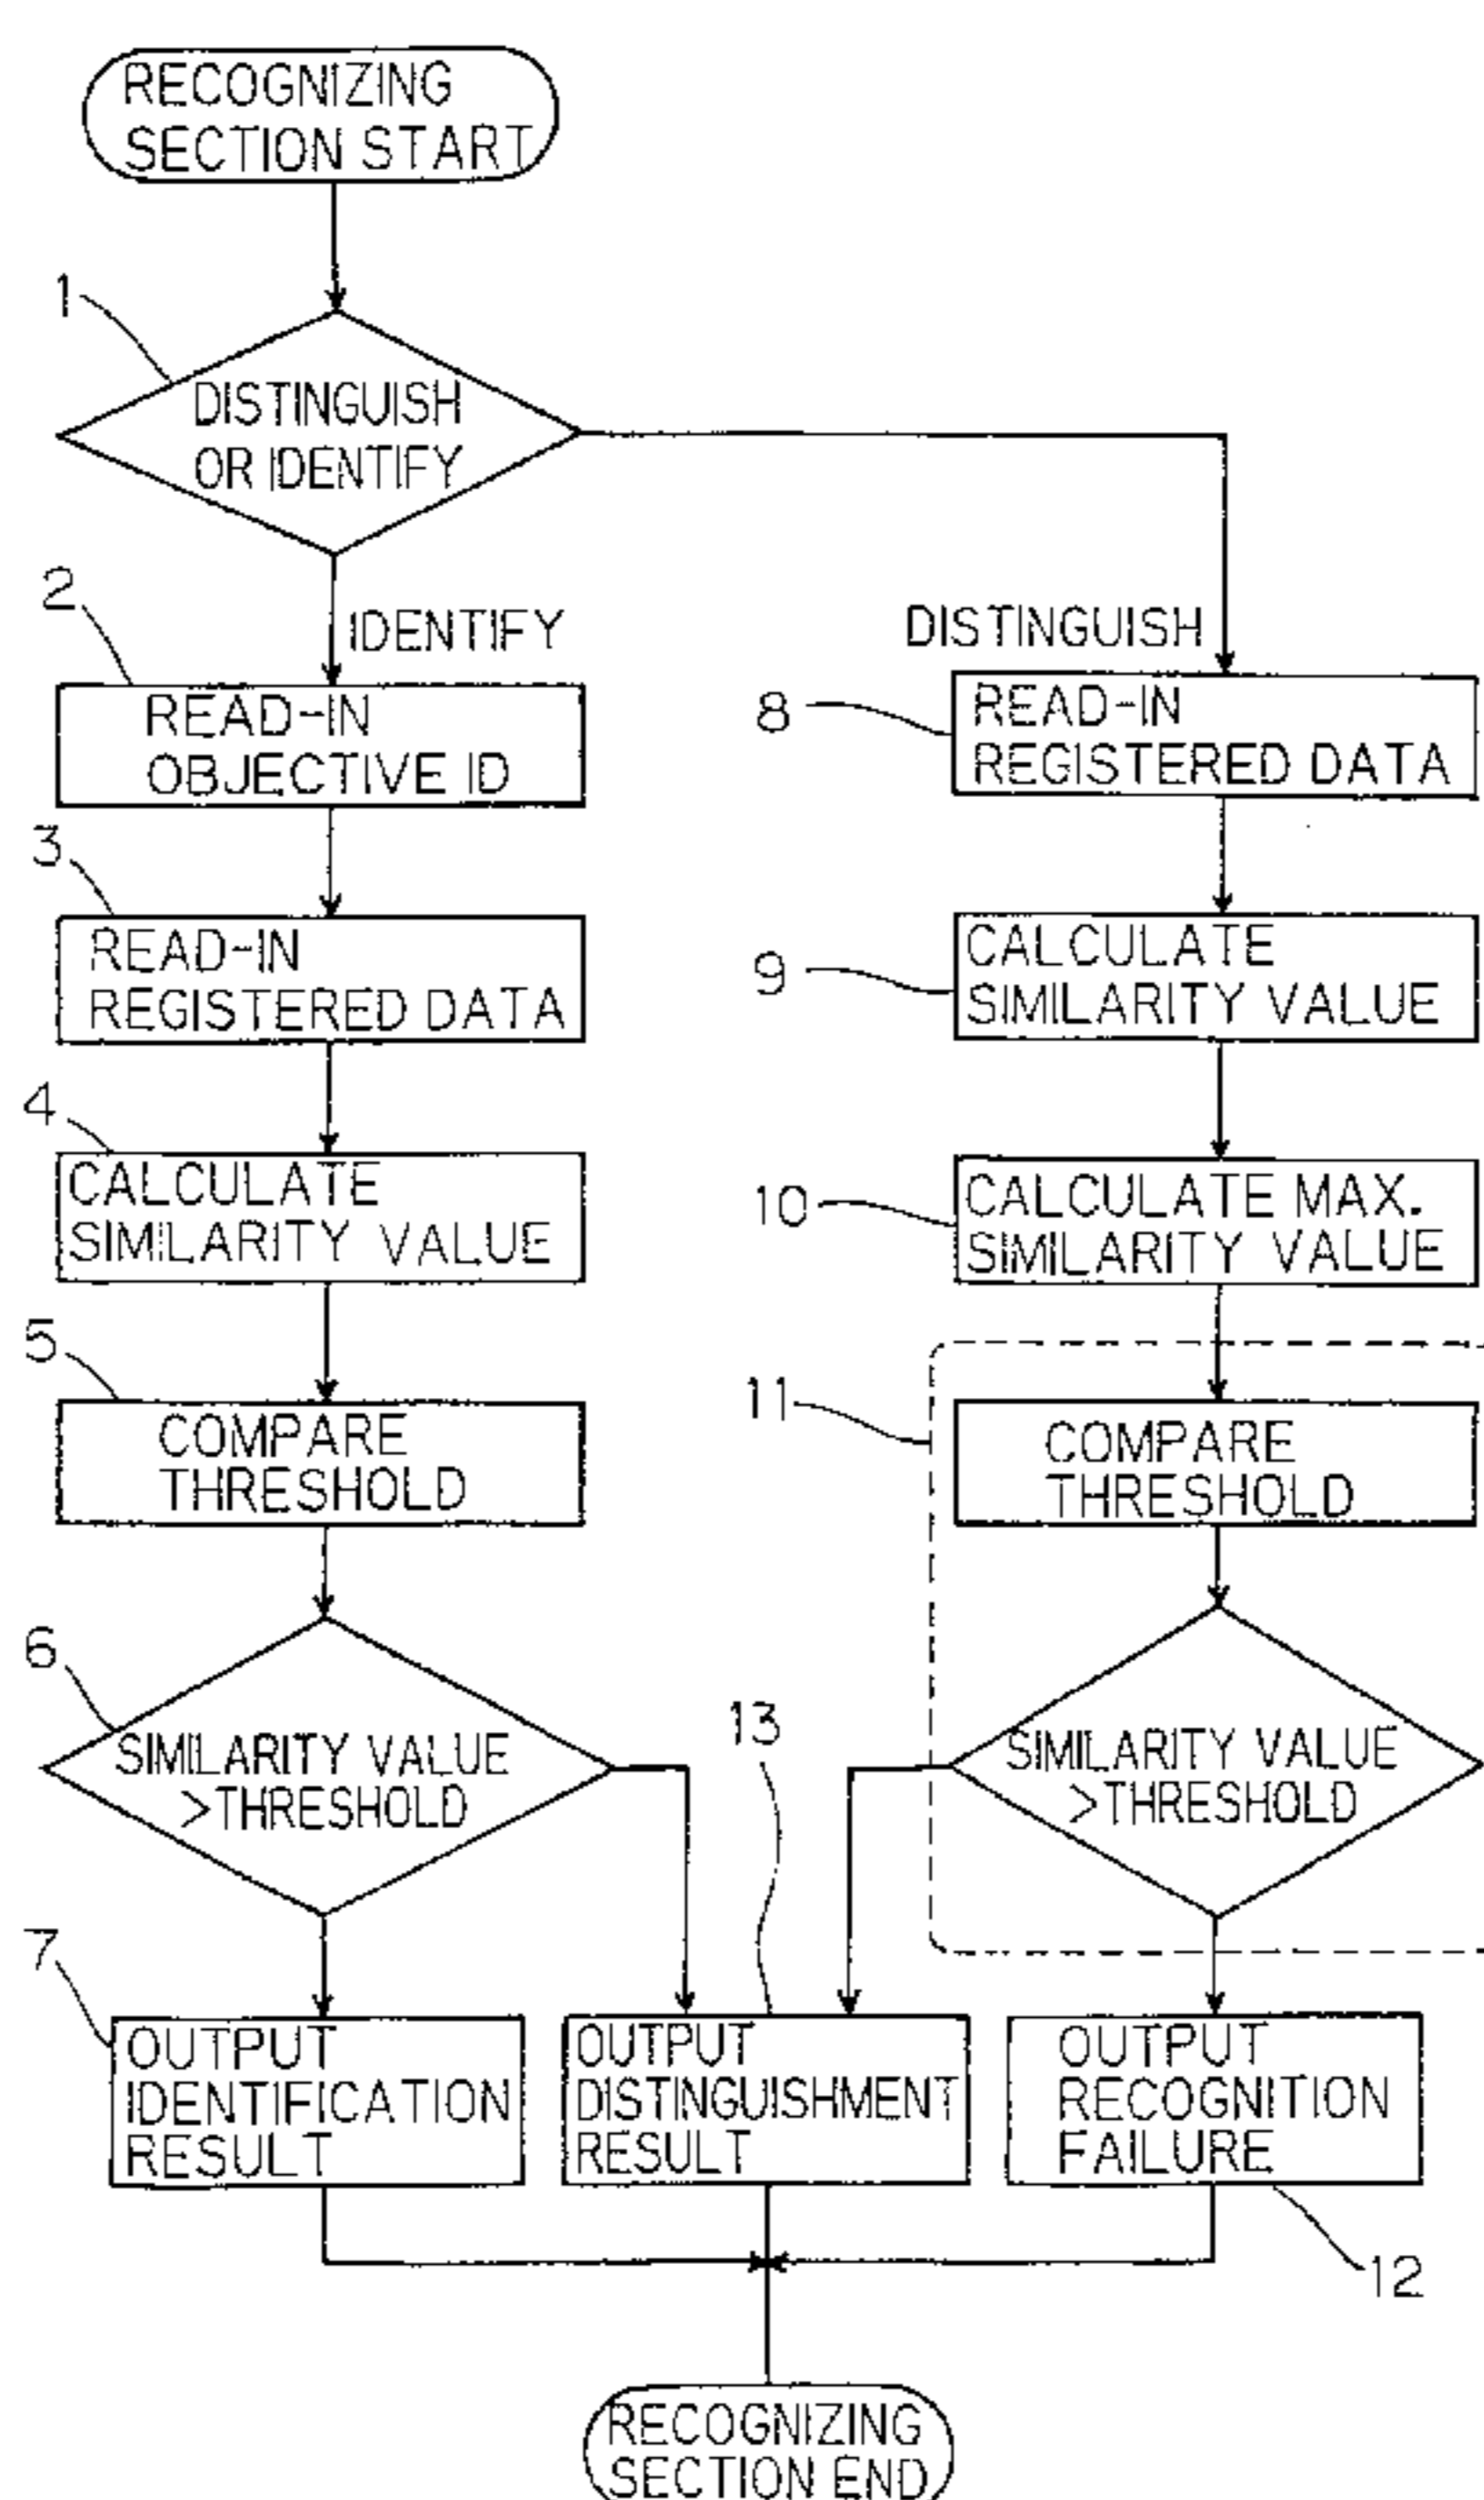 RECOGNIZING
SECTION START
1
DISTINGUISH
OR IDENTIFY
2
IDENTIFY
READ-IN
OBJECTIVE ID
3
READ-IN
REGISTERED DATA
4
CALCULATE
SIMILARITY VALUE
5
COMPARE
THRESHOLD
6
SIMILARITY VALUE
>THRESHOLD
7
OUTPUT
IDENTIFICATION
RESULT
DISTINGUISH
8
READ-IN
REGISTERED DATA
9
CALCULATE
SIMILARITY VALUE
10
CALCULATE MAX.
SIMILARITY VALUE
11
COMPARE
THRESHOLD
SIMILARITY VALUE
>THRESHOLD
13
OUTPUT
DISTINGUISHMENT
RESULT
OUTPUT
RECOGNITION
FAILURE
12
RECOGNIZING
SECTION END